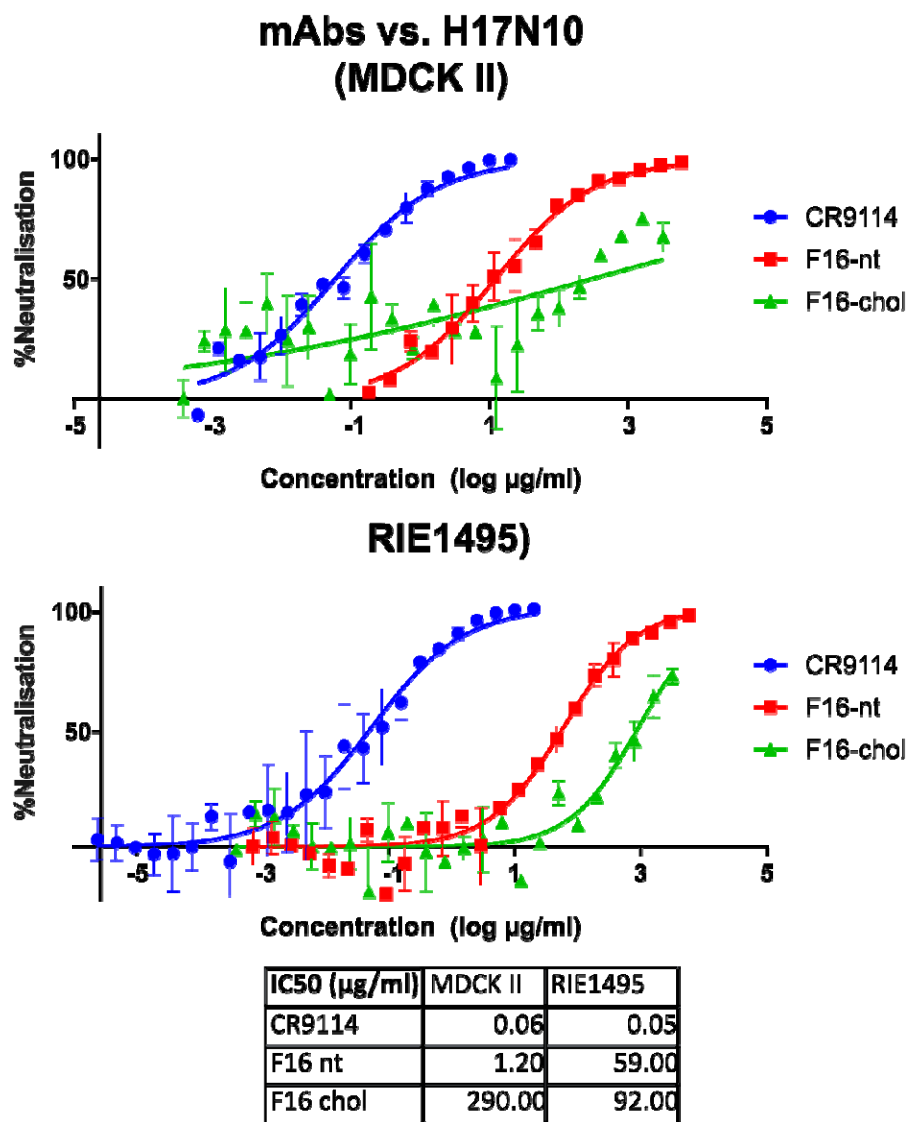 mAbs vs. H17N10
(MDCK II)
100
50
%Neutralisation
-5 -3 -1 1 3 5
Concentration (log µg/ml)
CR9114
F16-nt
F16-chol
RIE1495)
100
50
%Neutralisation
-5 -3 -1 1 3 5
Concentration (log µg/ml)
CR9114
F16-nt
F16-chol
IC50 (µg/ml) MDCK II RIE1495
CR9114 0.06 0.05
F16 nt 1.20 59.00
F16 chol 290.00 92.00